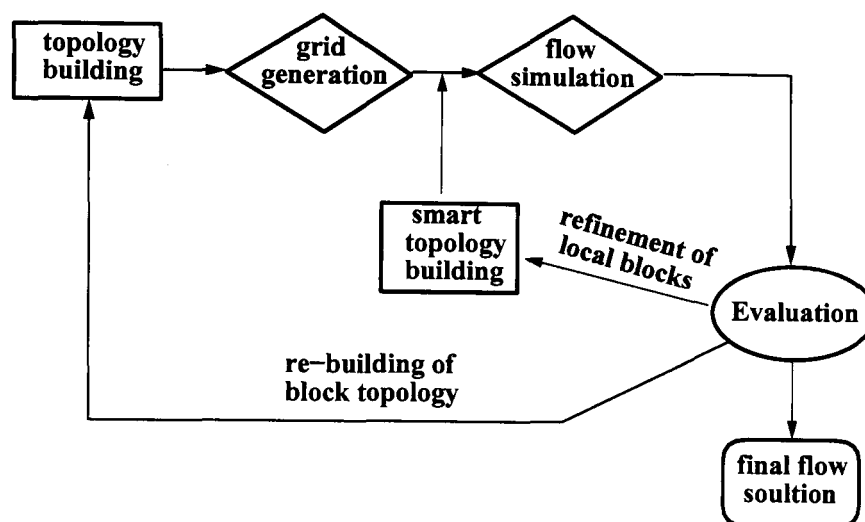 topology
building
grid
generation
flow
simulation
smart
topology
building
refinement of
local blocks
Evaluation
re-building of
block topology
final flow
soultion